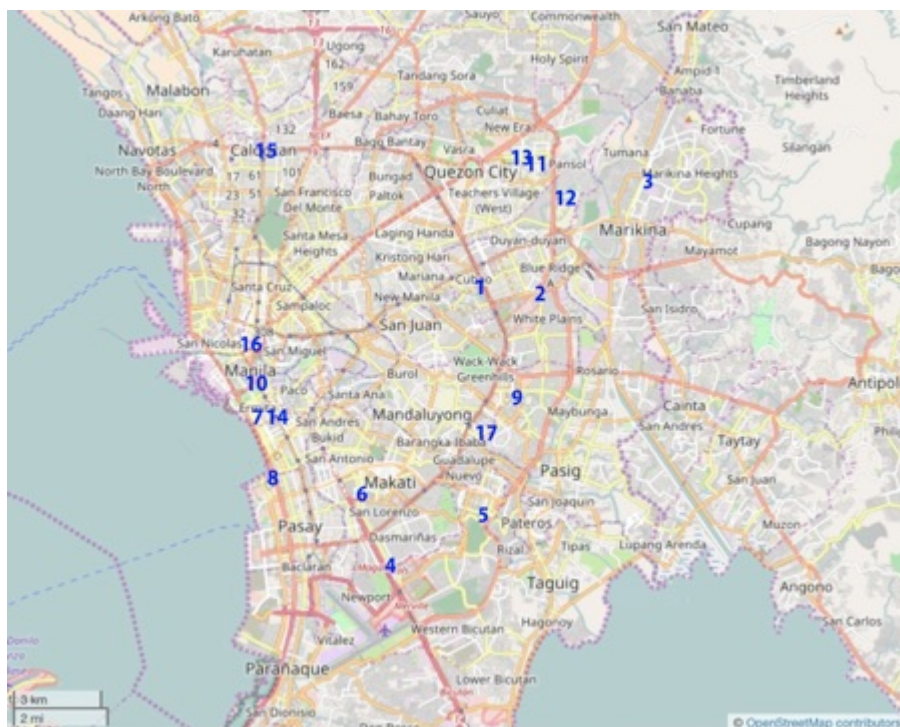 Sauyo
Commonwealth
Arkong Bato
Ugong
San Mateo
Karuhatan
162
Holy Spirit
Tandang Sora
Ampid 1
Tangos
Malabon
159
Banaba
Timberland
Heights
Daang Hari
Baesa
Culiat
132
Bahay Toro
New Era
Fortune
Navotas
4
15
Bagg Bantay
Vasra
13
11
Pansol
Tumana
Silangan
North Bay Boulevard
North
17
61
101
Bungad
Quezon City
3
Marikina Heights
23
51
San Francisco
Del Monte
Paltok
Teachers Village
(West)
12
32
Cupang
Santa Mesa
Heights
Laging Handa
Duyan-duyan
Marikina
Mayamot
Bagong Nayon
Kristong Hari
Mariana
1
Blue Ridge
Santa Cruz
Sampaloc
New Manila
2
White Plains
San Isidro
San Juan
San Nicolas
16
San Miguel
Wack-Wack
Greenhills
Rosario
Manila
10
Paco
Burol
Santa Ana
9
Antipol
7
14
San Andres
Bukid
Mandaluyong
Maybunga
Cainta
San Andres
17
Barangka Ibaba
Taytay
San Antonio
Guadalupe
Nuevo
Pasig
8
6
Makati
San Juan
San Lorenzo
5
San Joaquin
Pasay
Pateros
Muzon
Dasmariñas
Rizal
Tipas
Lupang Arenda
Baclaran
4
Taguig
Angono
Newport
Hagonoy
San Carlos
Vitalez
Western Bicutan
Parañaque
Lower Bicutan
Bicutan
San Dionisio
3 km
2 mi
© OpenStreetMap contributors